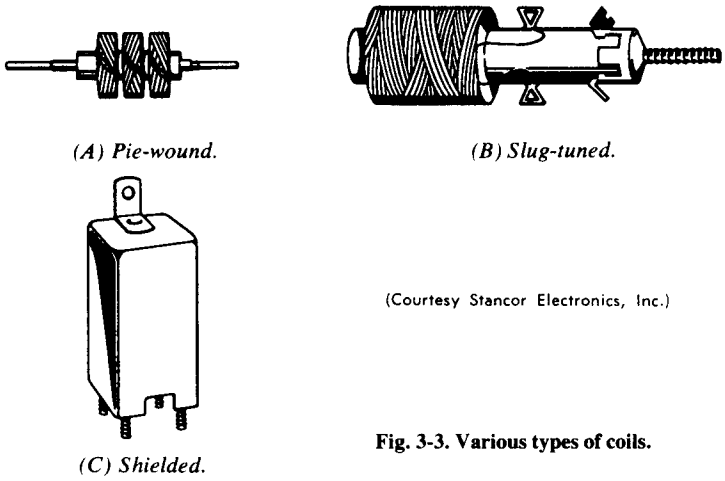 (A) Pie-wound.
(B) Slug-tuned.
(Courtesy Stancor Electronics, Inc.)
Fig. 3-3. Various types of coils.
(C) Shielded.